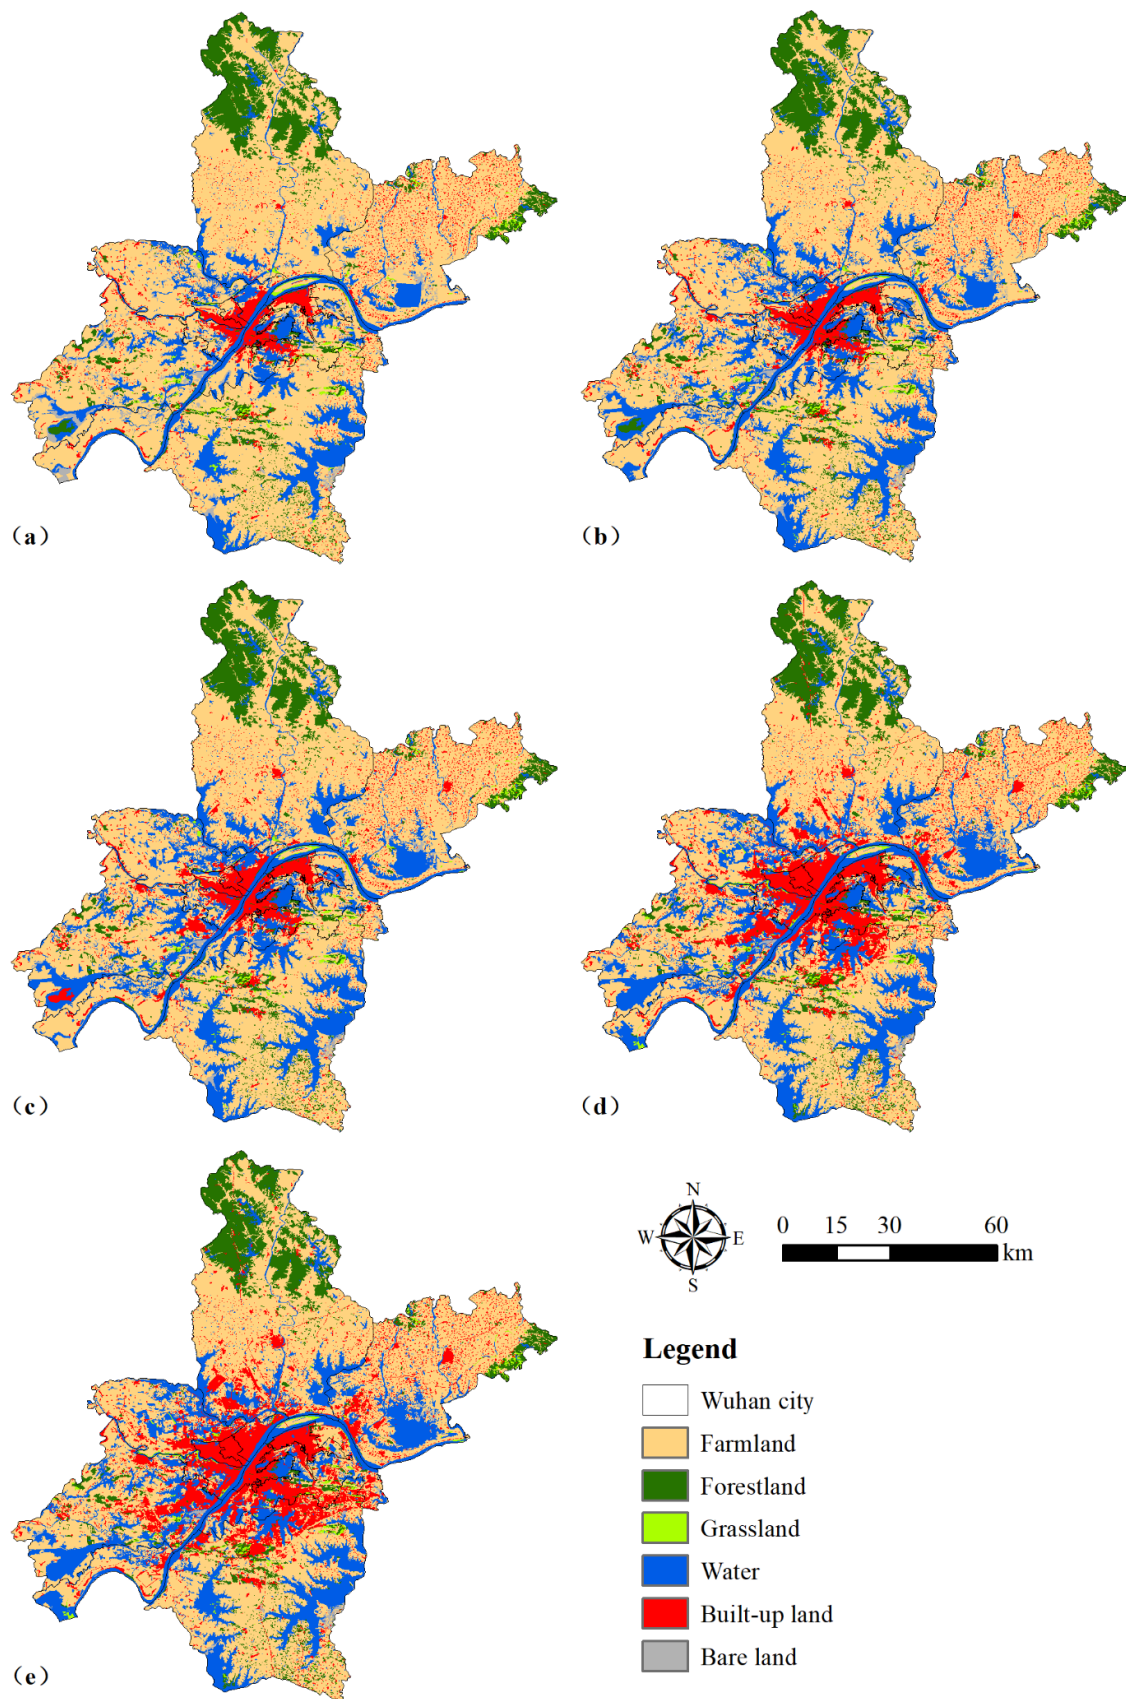 （a）
（b）
（c）
（d）
（e）
N
W E
S
0 15 30 60
km
Legend
Wuhan city
Farmland
Forestland
Grassland
Water
Built-up land
Bare land